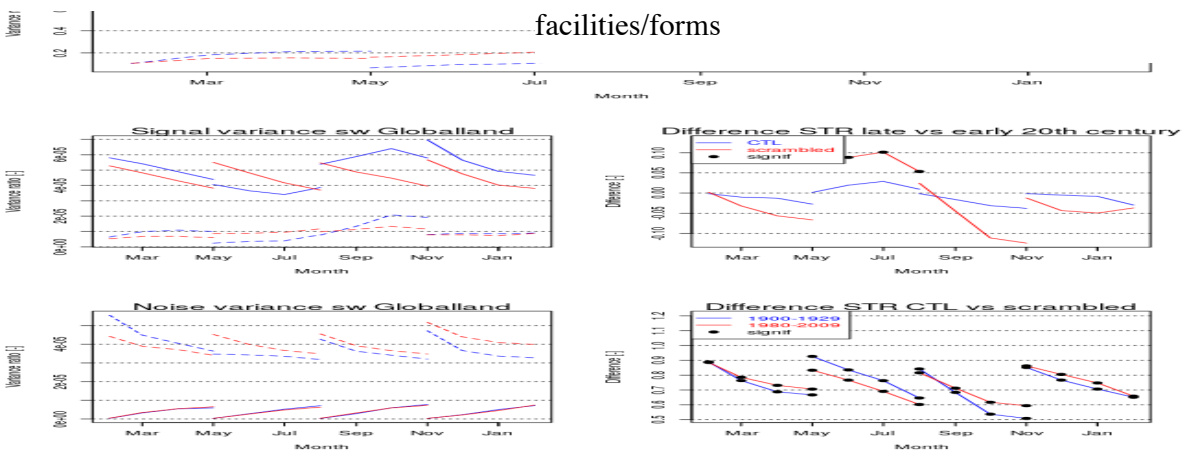 facilities/forms
0.4
0.2
Mar May Jul Sep Nov Jan
Month
Signal variance sw Globalland
Variance ratio [-]
6e-05
4e-05
2e-05
0e+00
Mar May Jul Sep Nov Jan
Month
Difference STR late vs early 20th century
CTL
scrambled
signif
Difference [-]
0.10
0.05
0.00
-0.05
-0.10
Mar May Jul Sep Nov Jan
Month
Noise variance sw Globalland
Variance ratio [-]
4e-05
2e-05
0e+00
Mar May Jul Sep Nov Jan
Month
Difference STR CTL vs scrambled
1900-1929
1980-2009
signif
Difference [-]
1.2
1.1
1.0
0.9
0.8
0.7
0.6
0.5
Mar May Jul Sep Nov Jan
Month